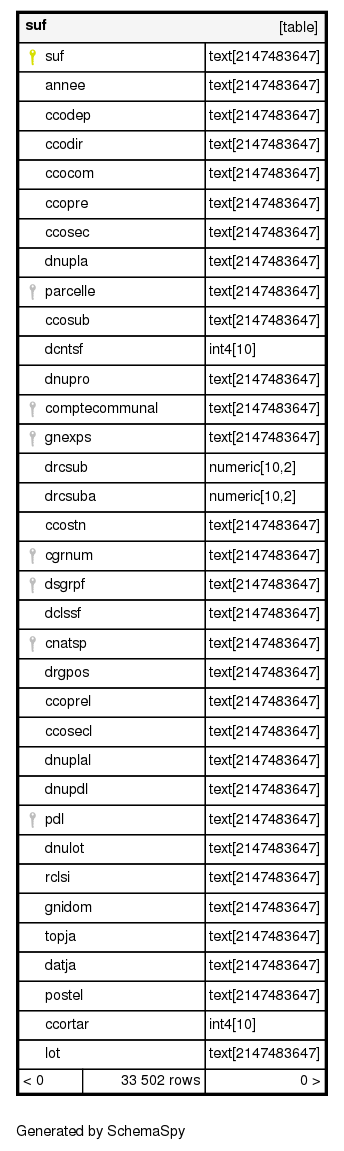 suf [table]
suf text[2147483647]
annee text[2147483647]
ccodep text[2147483647]
ccodir text[2147483647]
ccocom text[2147483647]
ccopre text[2147483647]
ccosec text[2147483647]
dnupla text[2147483647]
parcelle text[2147483647]
ccosub text[2147483647]
dcntsf int4[10]
dnupro text[2147483647]
comptecommunal text[2147483647]
gnexps text[2147483647]
drcsub numeric[10,2]
drcsuba numeric[10,2]
ccostn text[2147483647]
cgrnum text[2147483647]
dsgrpf text[2147483647]
dclssf text[2147483647]
cnatsp text[2147483647]
drgpos text[2147483647]
ccoprel text[2147483647]
ccosecl text[2147483647]
dnuplal text[2147483647]
dnupdl text[2147483647]
pdl text[2147483647]
dnulot text[2147483647]
rclsi text[2147483647]
gnidom text[2147483647]
topja text[2147483647]
datja text[2147483647]
postel text[2147483647]
ccortar int4[10]
lot text[2147483647]
< 0 33 502 rows 0 >
Generated by SchemaSpy